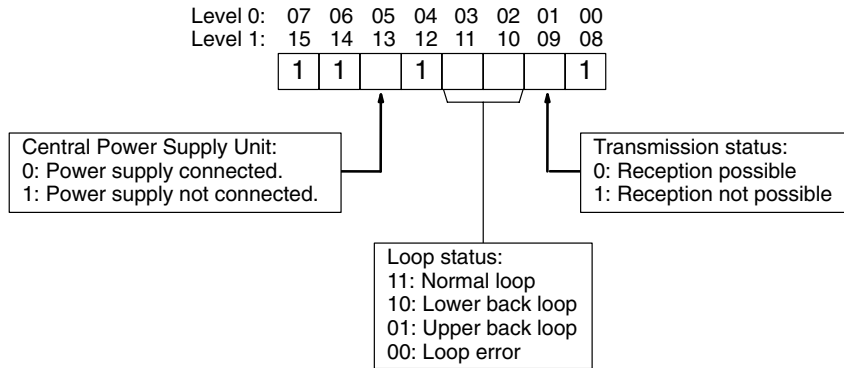 Level 0: 07 06 05 04 03 02 01 00
Level 1: 15 14 13 12 11 10 09 08
1 1 1 1
Central Power Supply Unit:
0: Power supply connected.
1: Power supply not connected.
Transmission status:
0: Reception possible
1: Reception not possible
Loop status:
11: Normal loop
10: Lower back loop
01: Upper back loop
00: Loop error